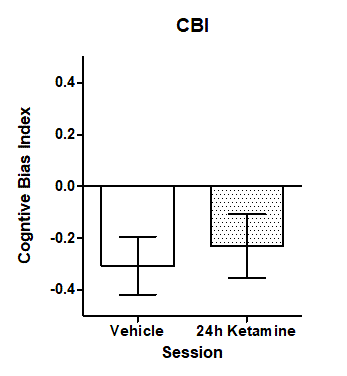 CBI
Cogntive Bias Index
0.4
0.2
0.0
-0.2
-0.4
Vehicle 24h Ketamine
Session